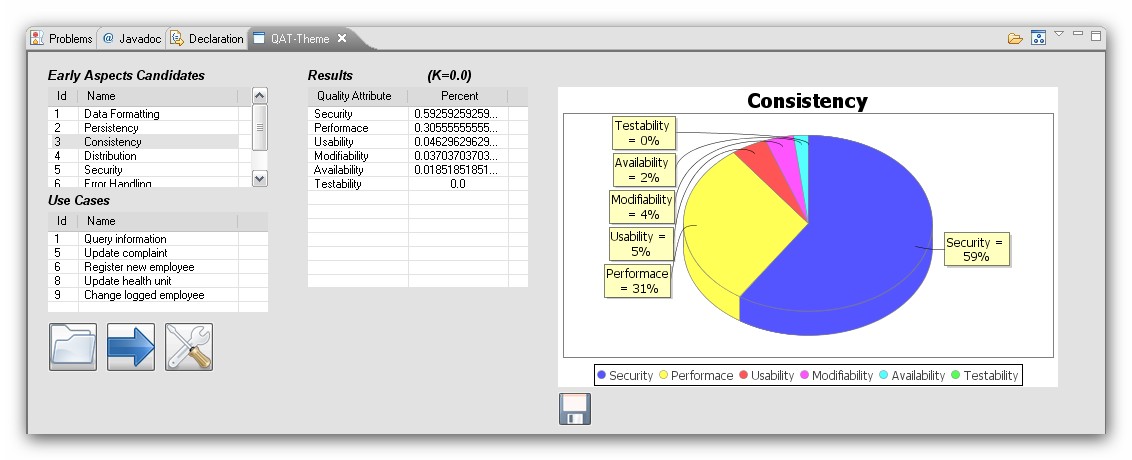 Problems @ Javadoc Declaration QAT-Theme
Early Aspects Candidates
Id Name
1 Data Formatting
2 Persistency
3 Consistency
4 Distribution
5 Security
6 Error Handling
Use Cases
Id Name
1 Query information
5 Update complaint
6 Register new employee
8 Update health unit
9 Change logged employee
Results (K=0.0)
Quality Attribute Percent
Security 0.59259259259...
Performace 0.30555555555...
Usability 0.04629629629...
Modifiability 0.03703703703...
Availability 0.01851851851...
Testability 0.0
Consistency
Testability
= 0%
Availability
= 2%
Modifiability
= 4%
Usability =
5%
Performace
= 31%
Security =
59%
Security Performace Usability Modifiability Availability Testability